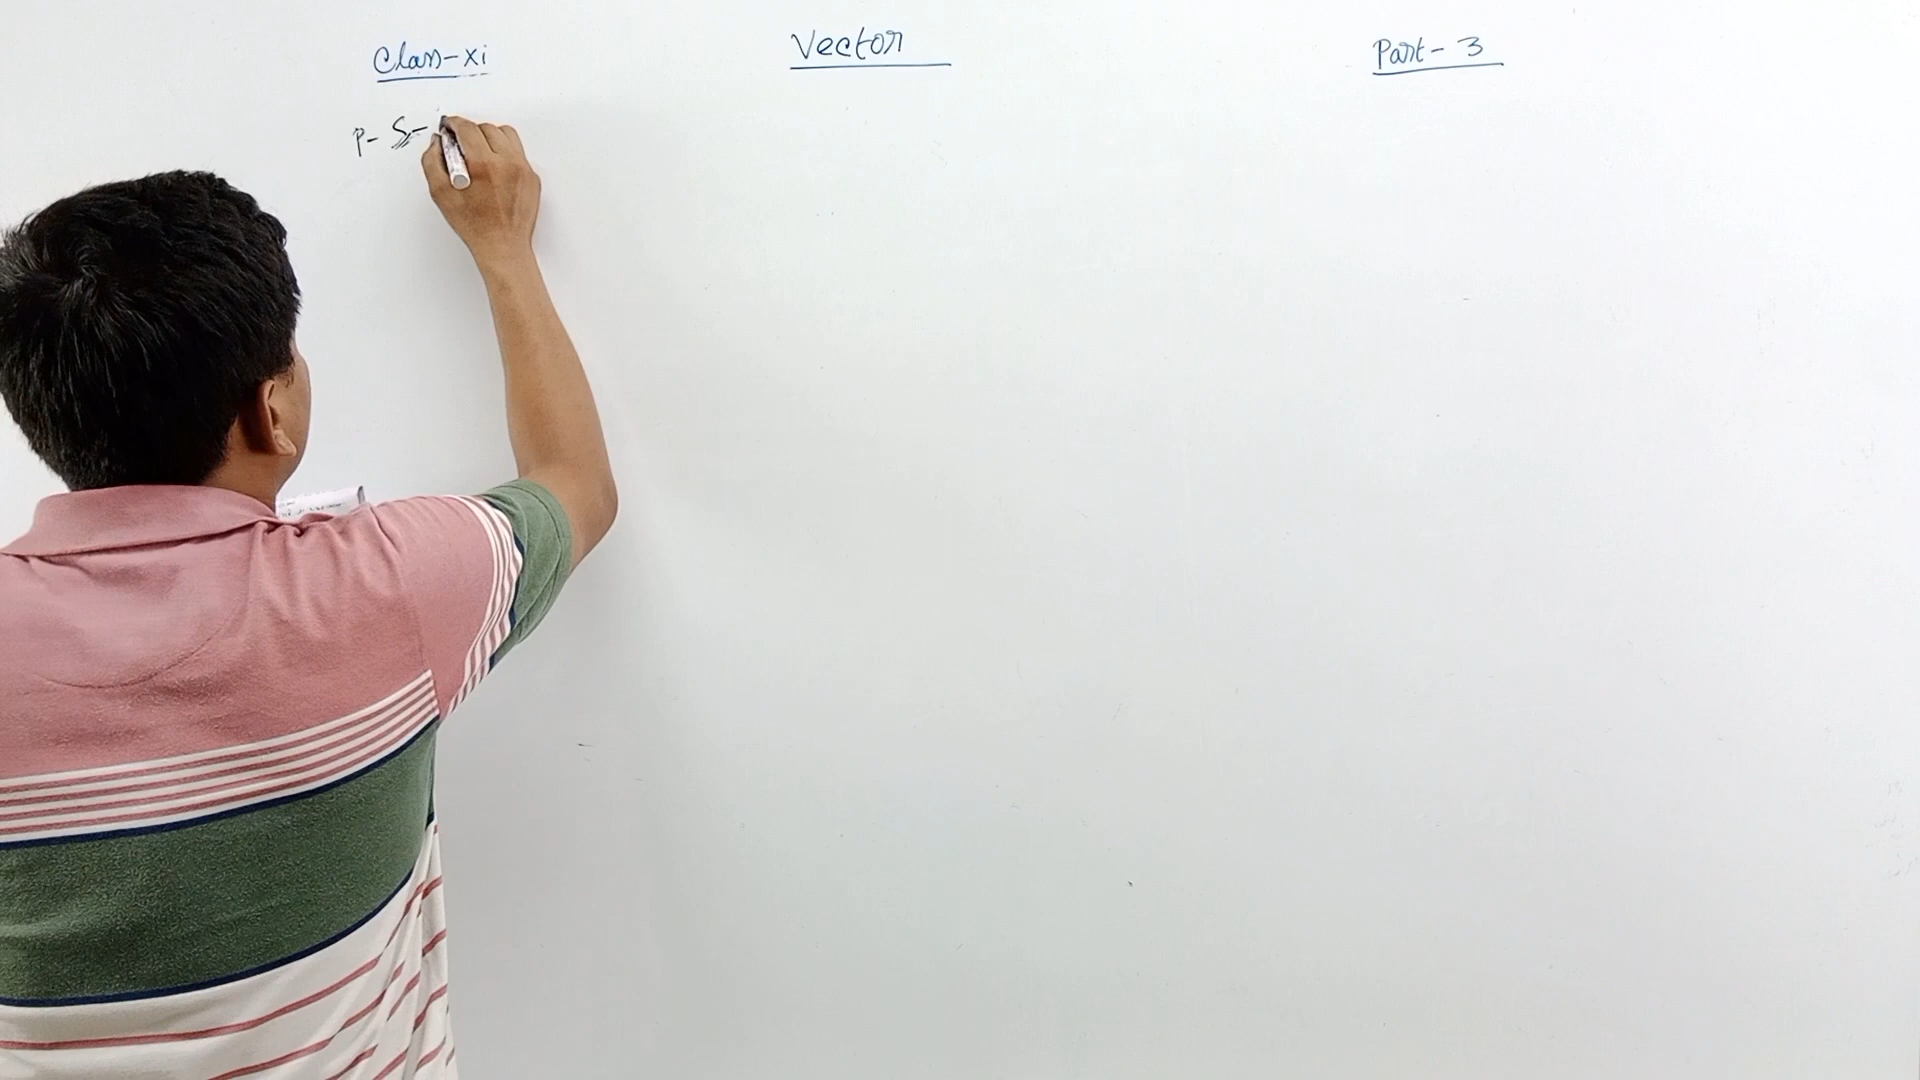 Class-xi
Vector
Part-3
P- S-